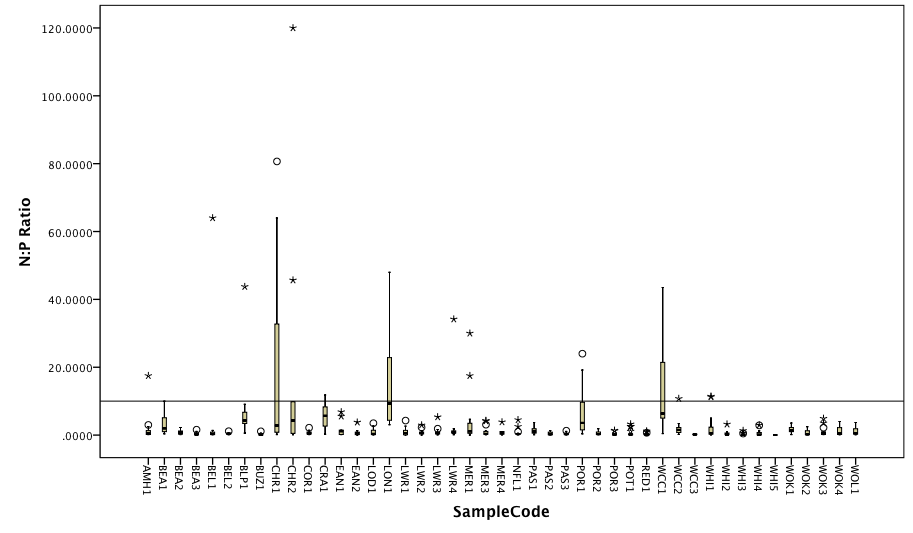 120.0000
100.0000
80.0000
60.0000
40.0000
20.0000
.0000
N:P Ratio
AMH1
BEA1
BEA2
BEA3
BEL1
BEL2
BLP1
BUZ1
CHR1
CHR2
COR1
CRA1
EAN1
EAN2
LOD1
LON1
LWR1
LWR2
LWR3
LWR4
MER1
MER3
MER4
NFL1
PAS1
PAS2
PAS3
POR1
POR2
POR3
POT1
RED1
WCC1
WCC2
WCC3
WHI1
WHI2
WHI3
WHI4
WHI5
WOK1
WOK2
WOK3
WOK4
WOL1
SampleCode